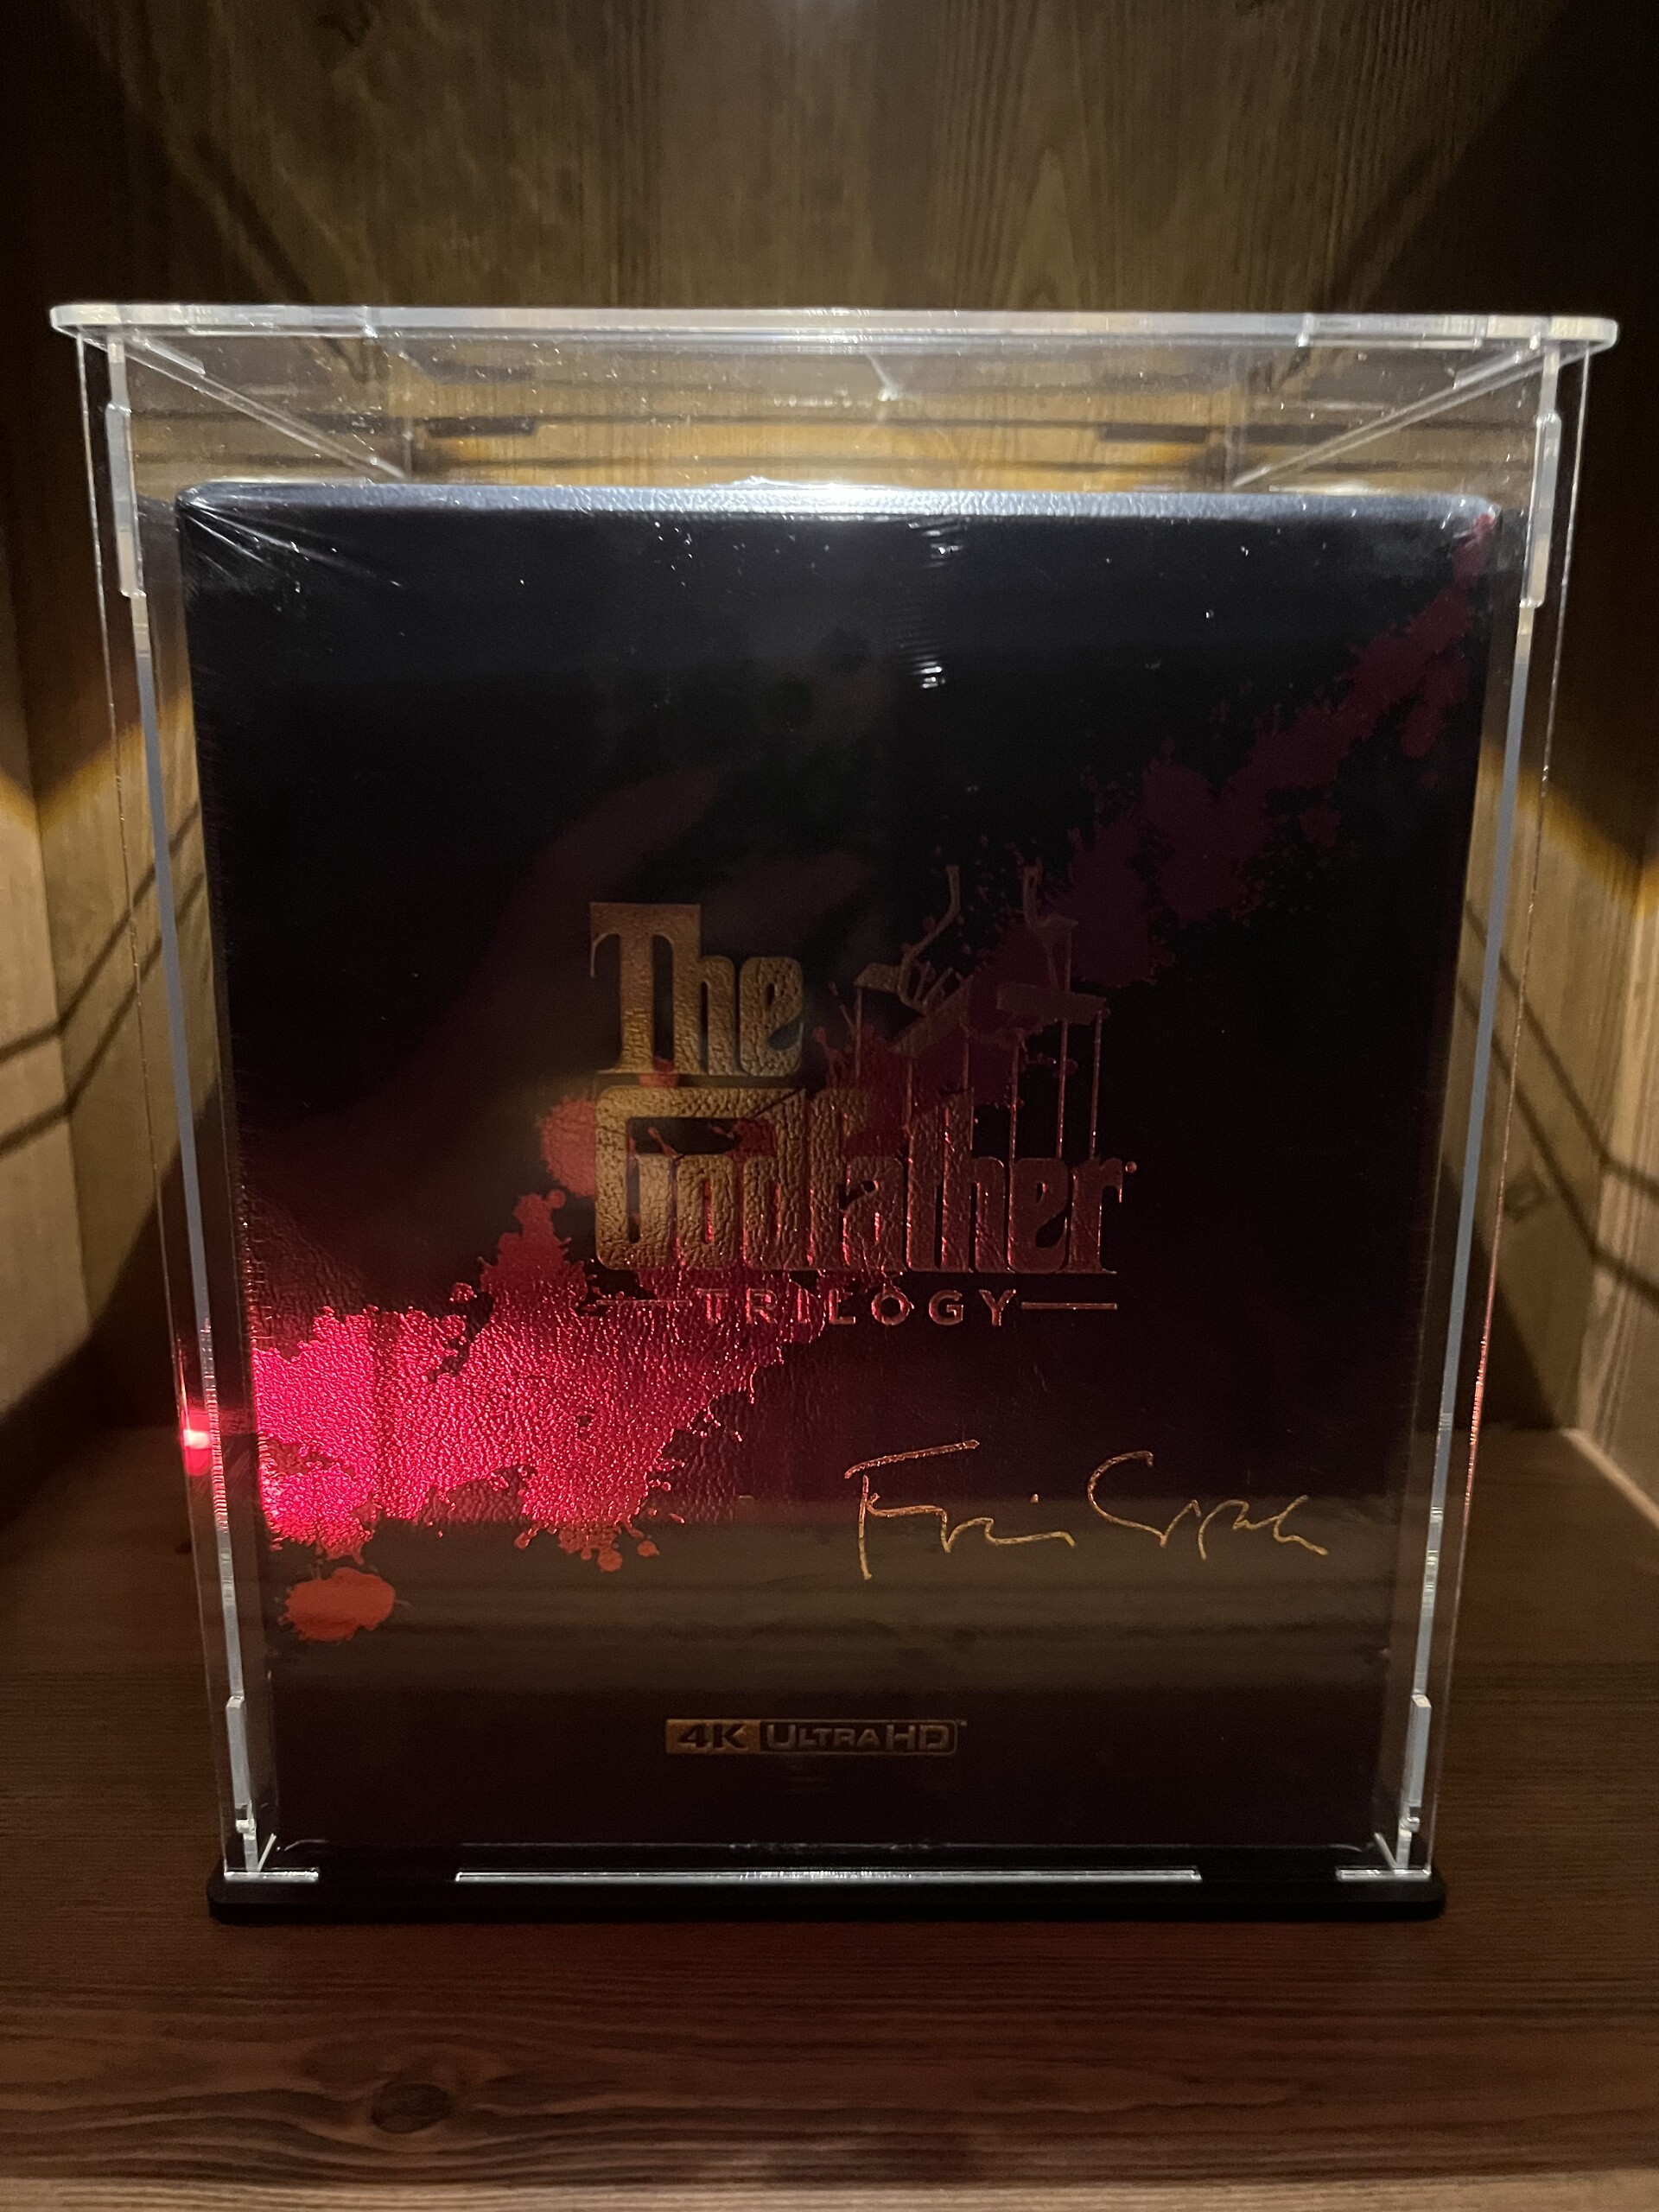 The
Godfather
TRILOGY
4K ULTRA HD